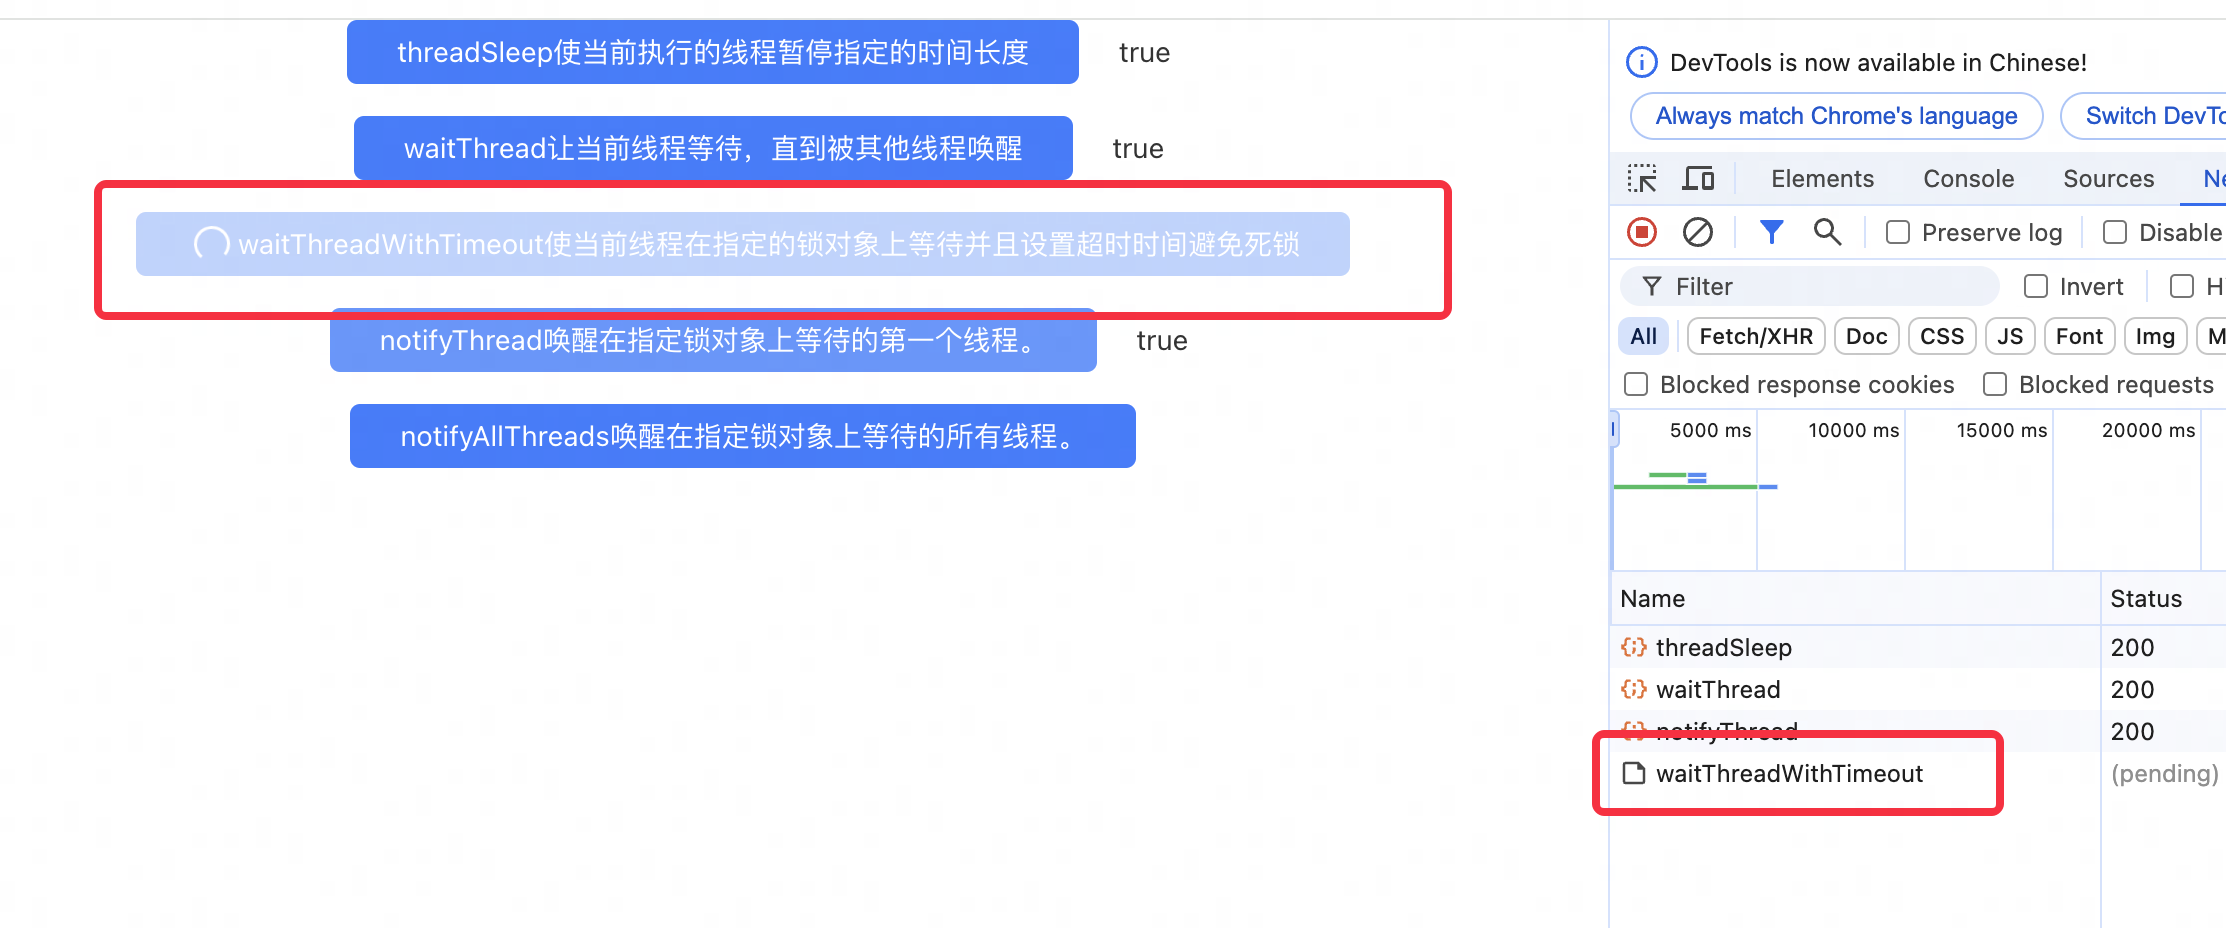 threadSleep使当前执行的线程暂停指定的时间长度 true
waitThread让当前线程等待，直到被其他线程唤醒 true
waitThreadWithTimeout使当前线程在指定的锁对象上等待并且设置超时时间避免死锁
notifyThread唤醒在指定锁对象上等待的第一个线程。 true
notifyAllThreads唤醒在指定锁对象上等待的所有线程。
DevTools is now available in Chinese!
Always match Chrome's language Switch DevTo
Elements Console Sources Ne
Preserve log Disable
Filter Invert H
All Fetch/XHR Doc CSS JS Font Img M
Blocked response cookies Blocked requests
5000 ms 10000 ms 15000 ms 20000 ms
Name Status
threadSleep 200
waitThread 200
notifyThread 200
waitThreadWithTimeout (pending)